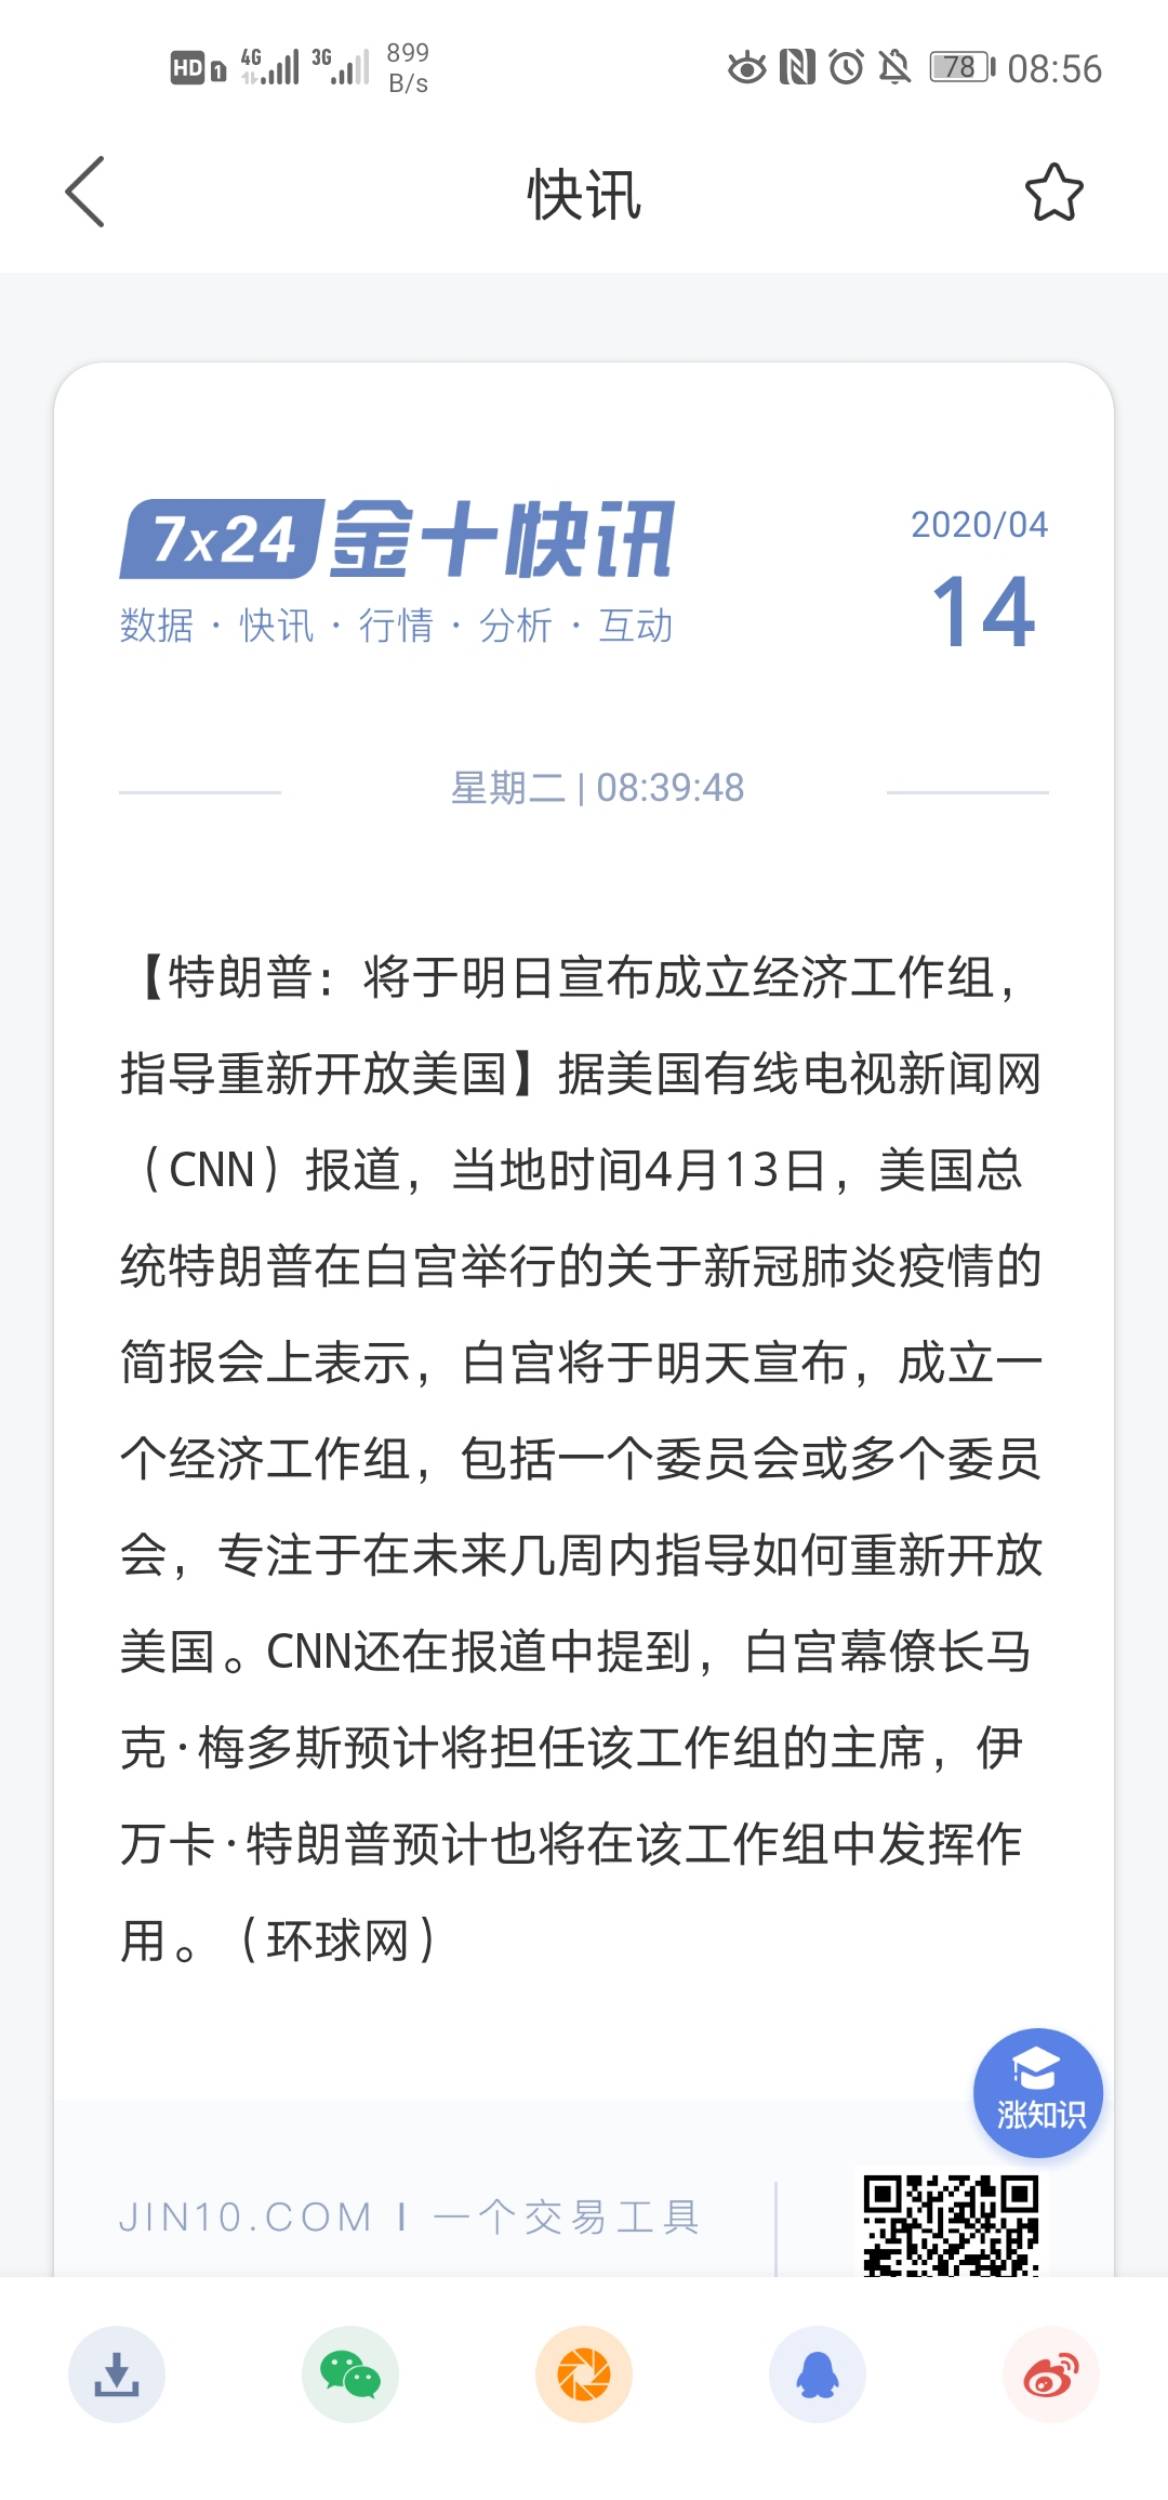 HD 1 4G 3G 899 B/s 78 08:56
快讯
7x24 金十快讯
数据·快讯·行情·分析·互动
2020/04
14
星期二 | 08:39:48
【特朗普：将于明日宣布成立经济工作组，
指导重新开放美国】据美国有线电视新闻网
（CNN）报道，当地时间4月13日，美国总
统特朗普在白宫举行的关于新冠肺炎疫情的
简报会上表示，白宫将于明天宣布，成立一
个经济工作组，包括一个委员会或多个委员
会，专注于在未来几周内指导如何重新开放
美国。CNN还在报道中提到，白宫幕僚长马
克·梅多斯预计将担任该工作组的主席，伊
万卡·特朗普预计也将在该工作组中发挥作
用。（环球网）
涨知识
JIN10.COM | 一个交易工具